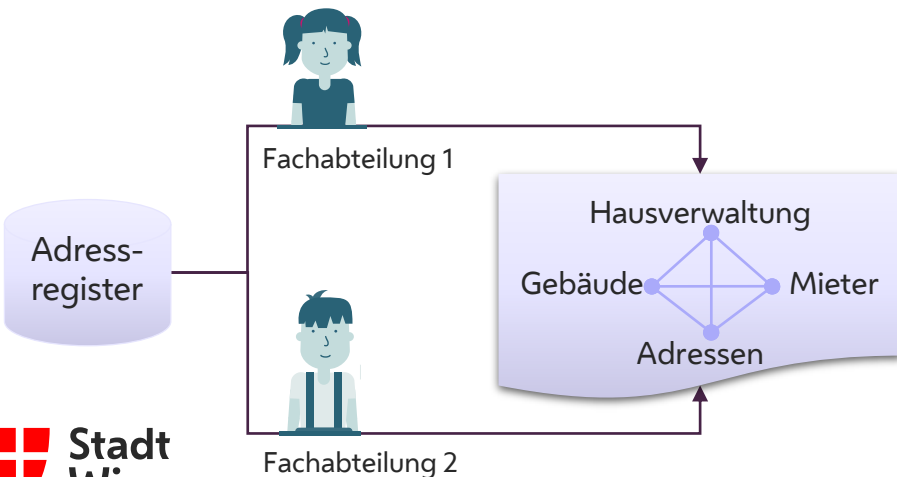 Fachabteilung 1
Adress-
register
Hausverwaltung
Gebäude
Mieter
Adressen
Stadt
Fachabteilung 2